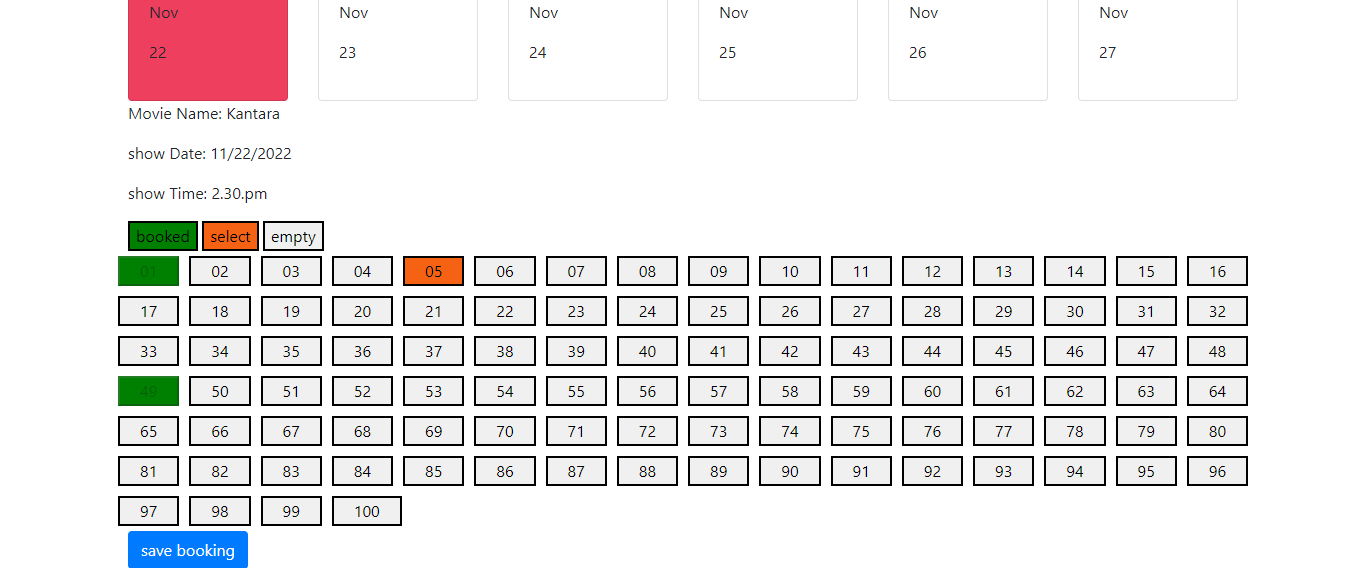 Nov Nov Nov Nov Nov Nov
22 23 24 25 26 27
Movie Name: Kantara
show Date: 11/22/2022
show Time: 2.30.pm
booked select empty
01 02 03 04 05 06 07 08 09 10 11 12 13 14 15 16
17 18 19 20 21 22 23 24 25 26 27 28 29 30 31 32
33 34 35 36 37 38 39 40 41 42 43 44 45 46 47 48
49 50 51 52 53 54 55 56 57 58 59 60 61 62 63 64
65 66 67 68 69 70 71 72 73 74 75 76 77 78 79 80
81 82 83 84 85 86 87 88 89 90 91 92 93 94 95 96
97 98 99 100
save booking